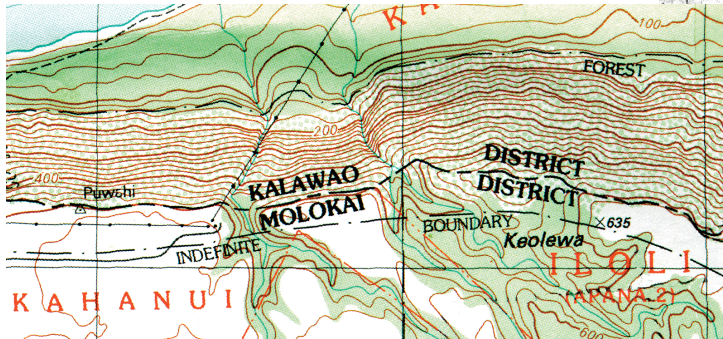 K A
100
FOREST
200
400
Puwahi
KALAWAO DISTRICT
MOLOKAI DISTRICT
INDEFINITE BOUNDARY
635
Keolewa
I L O L I
(APANA 2)
K A H A N U I
600